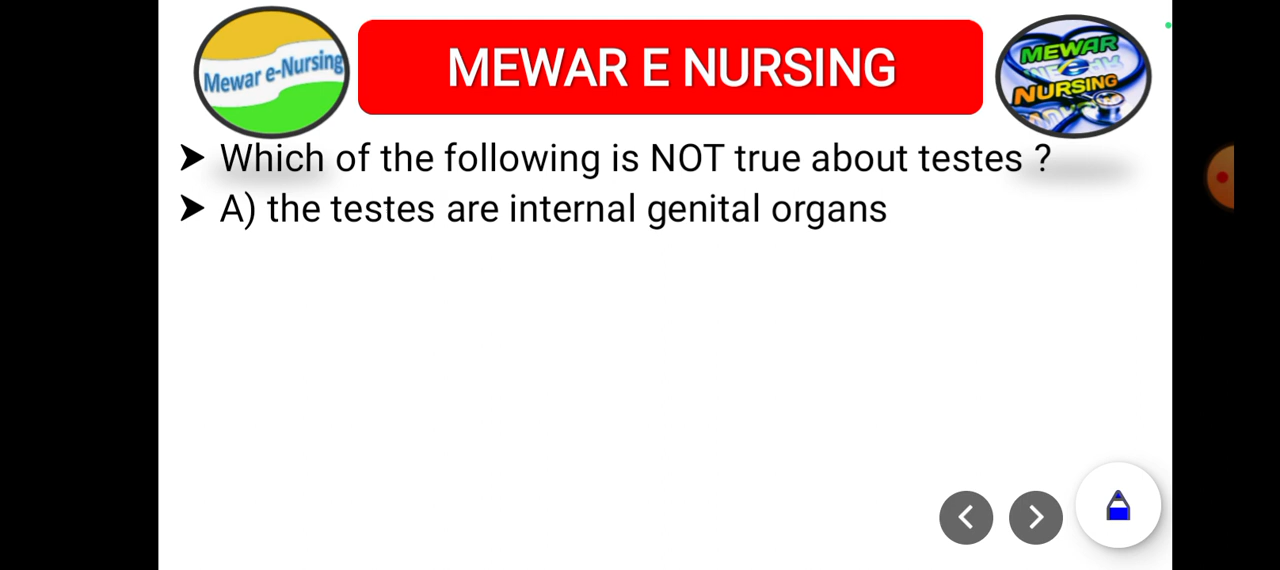 Mewar e-Nursing
MEWAR E NURSING
MEWAR
NURSING
➤ Which of the following is NOT true about testes ?
➤ A) the testes are internal genital organs